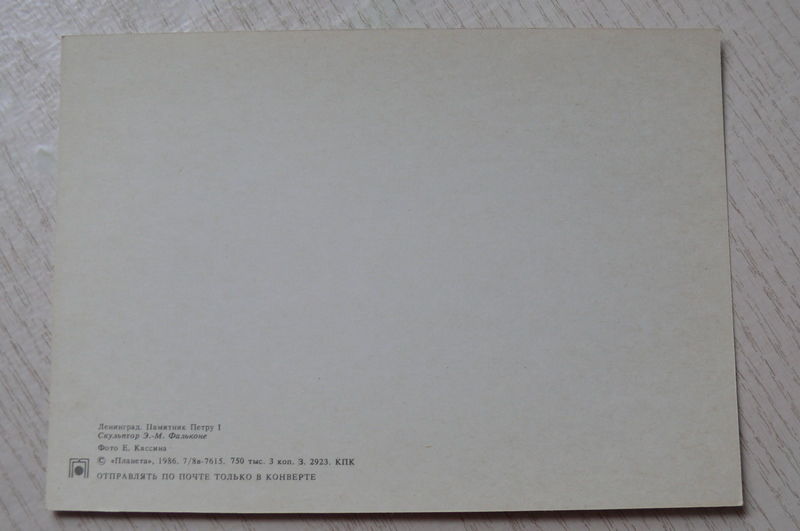 Ленинград. Памятник Петру I
Скульптор Э.-М. Фальконе
Фото Е. Кассина
© «Планета», 1986. 7/8в-7615. 750 тыс. 3 коп. З. 2923. КПК
ОТПРАВЛЯТЬ ПО ПОЧТЕ ТОЛЬКО В КОНВЕРТЕ